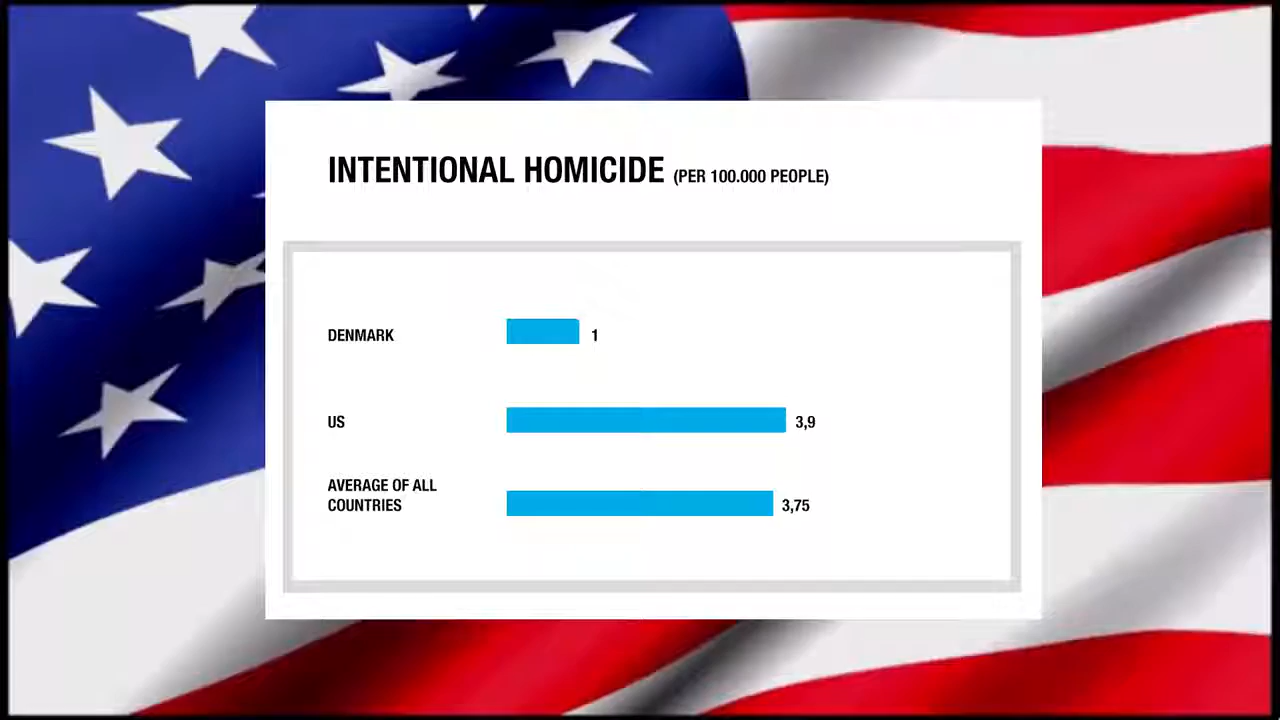 INTENTIONAL HOMICIDE (PER 100.000 PEOPLE)
DENMARK 1
US 3,9
AVERAGE OF ALL
COUNTRIES 3,75